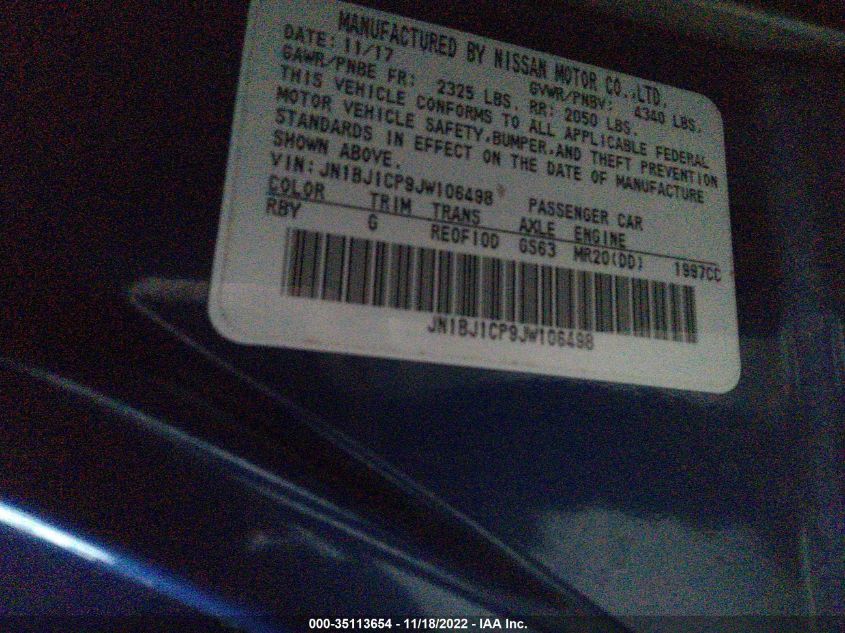 MANUFACTURED BY NISSAN MOTOR CO.,LTD.
DATE: 11/17 GVWR/PNBV: 4340 LBS.
GAWR/PNBE FR: 2325 LBS. RR: 2050 LBS.
THIS VEHICLE CONFORMS TO ALL APPLICABLE FEDERAL
MOTOR VEHICLE SAFETY,BUMPER,AND THEFT PREVENTION
STANDARDS IN EFFECT ON THE DATE OF MANUFACTURE
SHOWN ABOVE.
VIN: JN1BJ1CP9JW106498 PASSENGER CAR
COLOR TRIM TRANS AXLE ENGINE
RBY G RE0F10D GS63 MR20(DD) 1997CC
JN1BJ1CP9JW106498
000-35113654 - 11/18/2022 - IAA Inc.